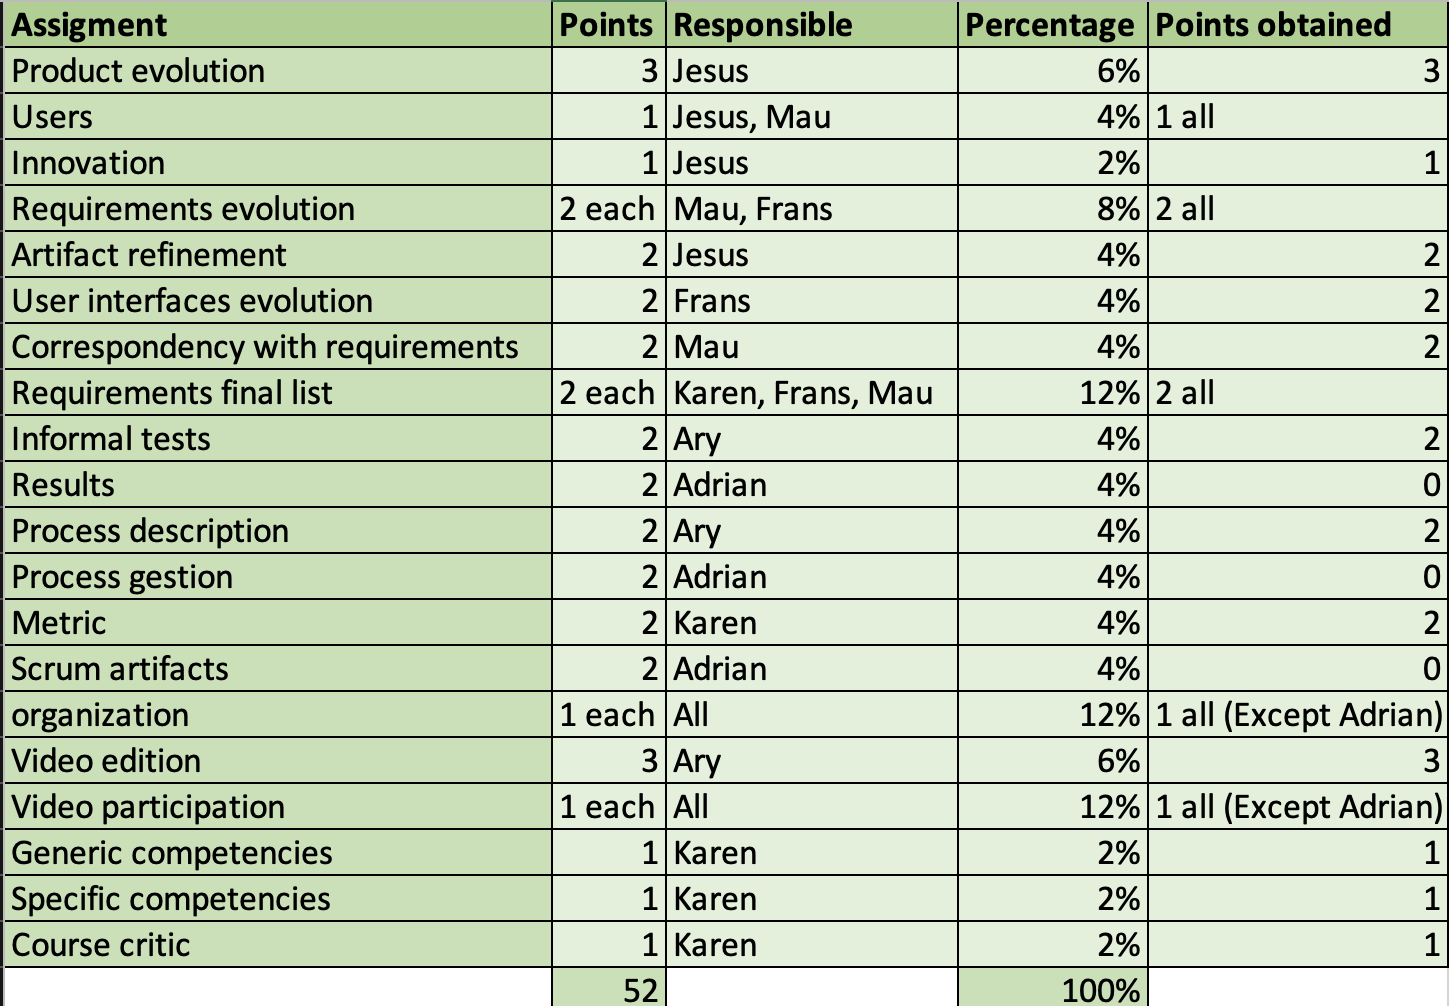 Assigment Points Responsible Percentage Points obtained
Product evolution 3 Jesus 6% 3
Users 1 Jesus, Mau 4% 1 all
Innovation 1 Jesus 2% 1
Requirements evolution 2 each Mau, Frans 8% 2 all
Artifact refinement 2 Jesus 4% 2
User interfaces evolution 2 Frans 4% 2
Correspondency with requirements 2 Mau 4% 2
Requirements final list 2 each Karen, Frans, Mau 12% 2 all
Informal tests 2 Ary 4% 2
Results 2 Adrian 4% 0
Process description 2 Ary 4% 2
Process gestion 2 Adrian 4% 0
Metric 2 Karen 4% 2
Scrum artifacts 2 Adrian 4% 0
organization 1 each All 12% 1 all (Except Adrian)
Video edition 3 Ary 6% 3
Video participation 1 each All 12% 1 all (Except Adrian)
Generic competencies 1 Karen 2% 1
Specific competencies 1 Karen 2% 1
Course critic 1 Karen 2% 1
52 100%